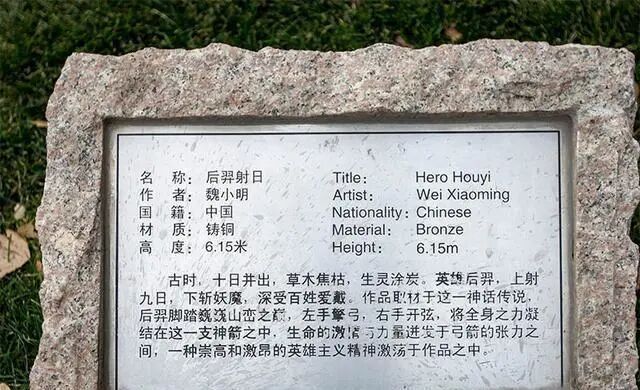 名 称：后羿射日 Title： Hero Houyi
作 者：魏小明 Artist： Wei Xiaoming
国 籍：中国 Nationality：Chinese
材 质：铸铜 Material： Bronze
高 度：6.15米 Height： 6.15m
古时，十日并出，草木焦枯，生灵涂炭。英雄后羿，上射
九日，下斩妖魔，深受百姓爱戴。作品取材于这一神话传说，
后羿脚踏巍巍山峦之巅，左手擎弓，右手开弦，将全身之力凝
结在这一支神箭之中，生命的激情与力量迸发于弓箭的张力之
间，一种崇高和激昂的英雄主义精神激荡于作品之中。